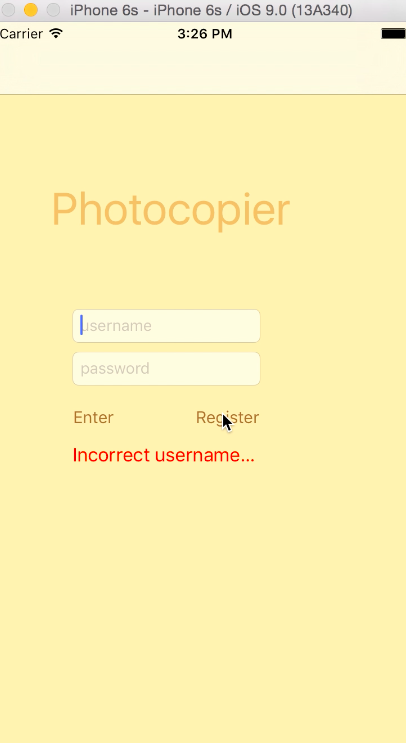 iPhone 6s - iPhone 6s / iOS 9.0 (13A340)
Carrier 3:26 PM
Photocopier
username
password
Enter Register
Incorrect username...